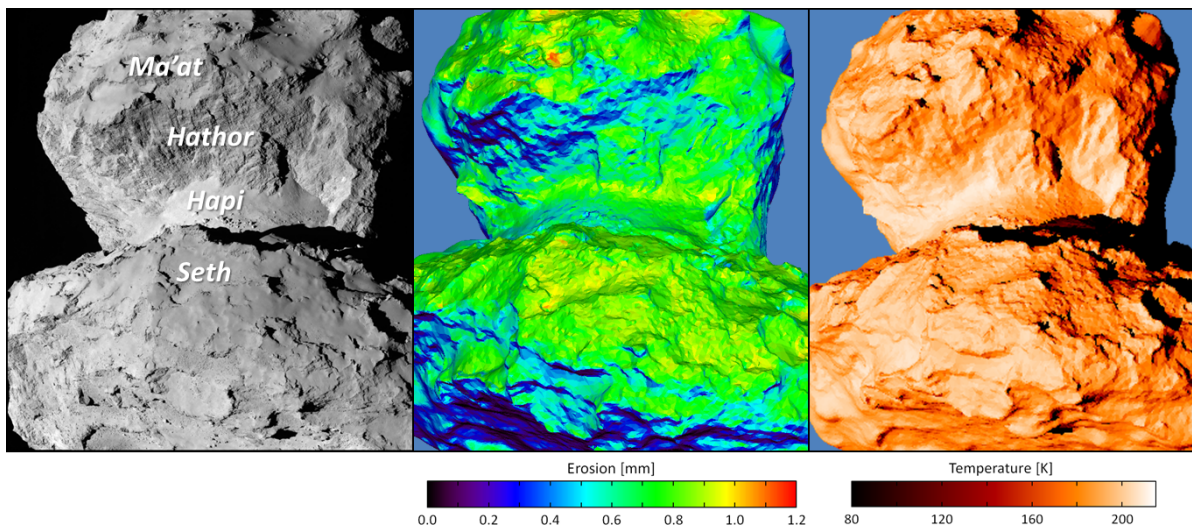 Ma'at
Hathor
Hapi
Seth
Erosion [mm]
0.0 0.2 0.4 0.6 0.8 1.0 1.2
Temperature [K]
80 120 160 200